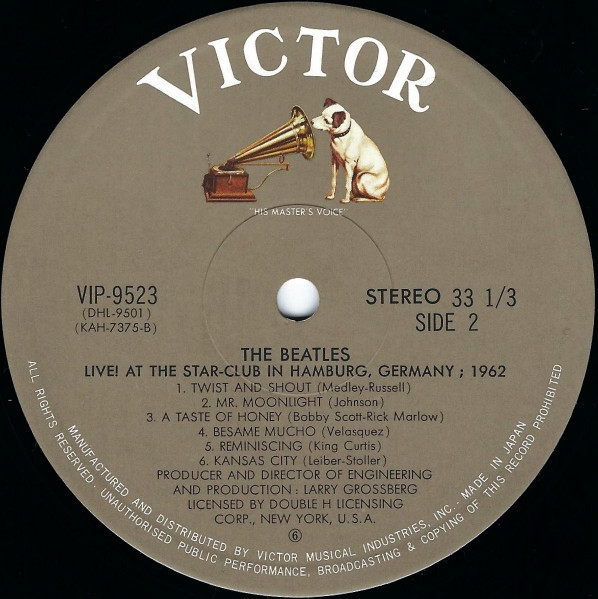 VICTOR
"HIS MASTER'S VOICE"
VIP-9523
(DHL-9501)
(KAH-7375-B)
STEREO 33 1/3
SIDE 2
THE BEATLES
LIVE! AT THE STAR-CLUB IN HAMBURG, GERMANY ; 1962
1. TWIST AND SHOUT (Medley-Russell)
2. MR. MOONLIGHT (Johnson)
3. A TASTE OF HONEY (Bobby Scott-Rick Marlow)
4. BESAME MUCHO (Velasquez)
5. REMINISCING (King Curtis)
6. KANSAS CITY (Leiber-Stoller)
PRODUCER AND DIRECTOR OF ENGINEERING
AND PRODUCTION : LARRY GROSSBERG
LICENSED BY DOUBLE H LICENSING
CORP., NEW YORK, U.S.A.
⑥
MANUFACTURED AND DISTRIBUTED BY VICTOR MUSICAL INDUSTRIES, INC. · MADE IN JAPAN
ALL RIGHTS RESERVED · UNAUTHORISED PUBLIC PERFORMANCE, BROADCASTING & COPYING OF THIS RECORD PROHIBITED